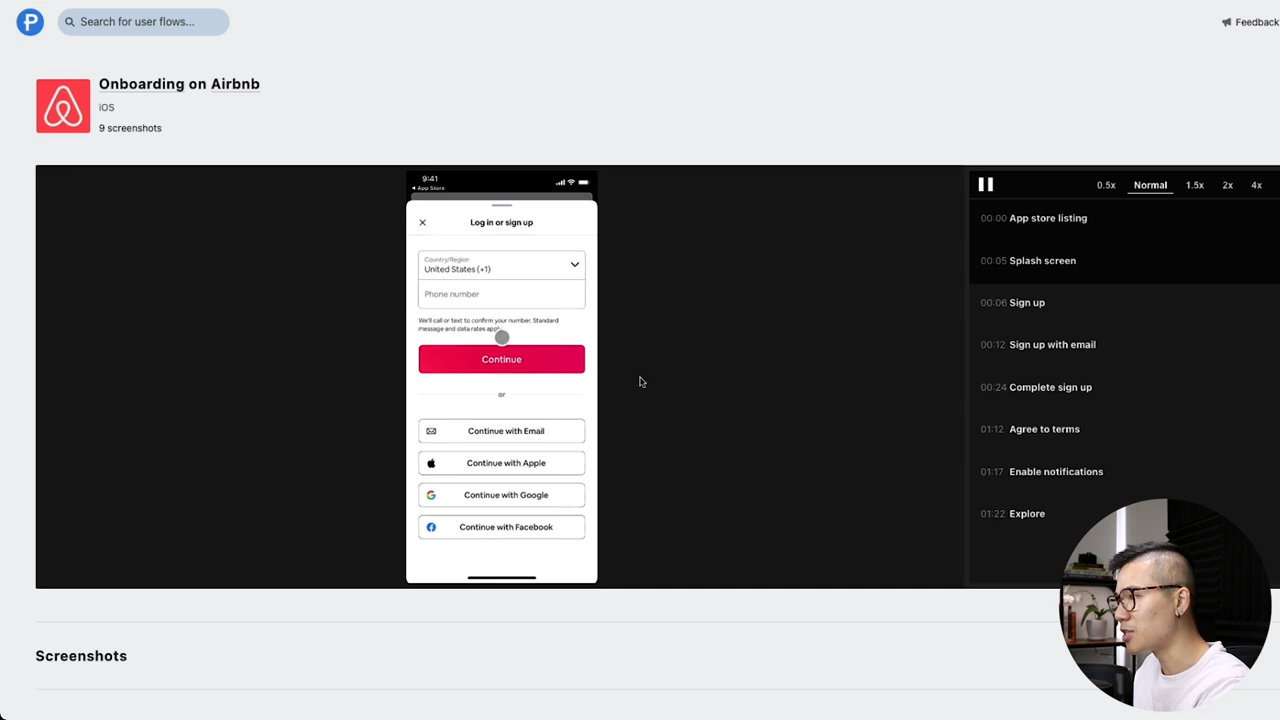 P
Search for user flows...
Feedback
Onboarding on Airbnb
iOS
9 screenshots
9:41
App Store
Log in or sign up
Country/Region
United States (+1)
Phone number
We'll call or text to confirm your number. Standard
message and data rates apply.
Continue
or
Continue with Email
Continue with Apple
Continue with Google
Continue with Facebook
0.5x Normal 1.5x 2x 4x
00:00 App store listing
00:05 Splash screen
00:06 Sign up
00:12 Sign up with email
00:24 Complete sign up
01:12 Agree to terms
01:17 Enable notifications
01:22 Explore
Screenshots